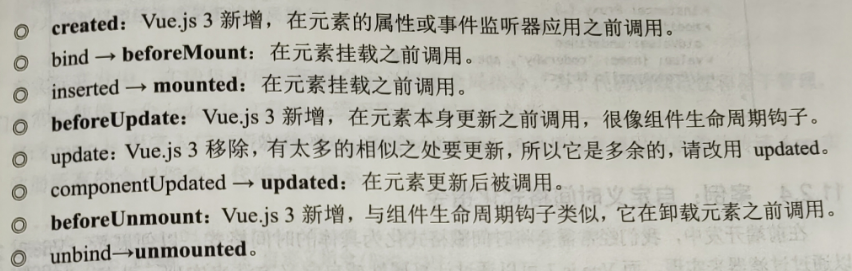 ◎ created：Vue.js 3 新增，在元素的属性或事件监听器应用之前调用。
◎ bind → beforeMount：在元素挂载之前调用。
◎ inserted → mounted：在元素挂载之前调用。
◎ beforeUpdate：Vue.js 3 新增，在元素本身更新之前调用，很像组件生命周期钩子。
◎ update：Vue.js 3 移除，有太多的相似之处要更新，所以它是多余的，请改用 updated。
◎ componentUpdated → updated：在元素更新后被调用。
◎ beforeUnmount：Vue.js 3 新增，与组件生命周期钩子类似，它在卸载元素之前调用。
◎ unbind→unmounted。